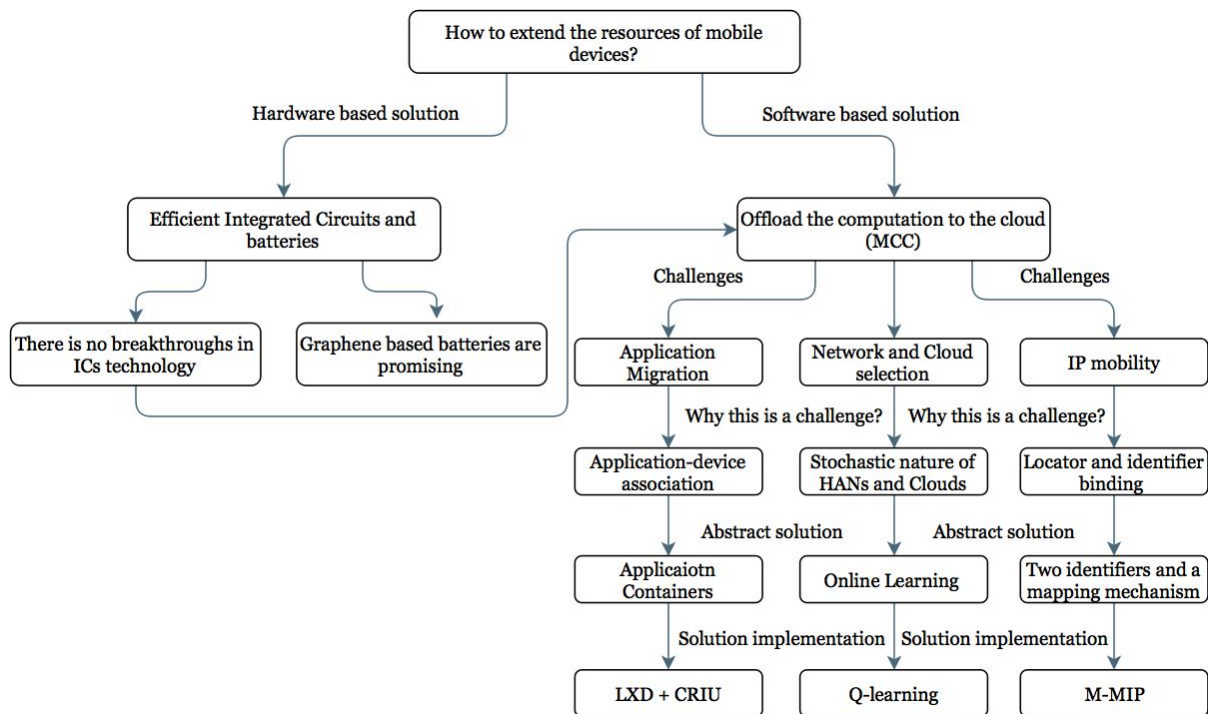 How to extend the resources of mobile
devices?
Hardware based solution
Software based solution
Efficient Integrated Circuits and
batteries
Offload the computation to the cloud
(MCC)
Challenges
Challenges
There is no breakthroughs in
ICs technology
Graphene based batteries are
promising
Application
Migration
Network and Cloud
selection
IP mobility
Why this is a challenge?
Why this is a challenge?
Application-device
association
Stochastic nature of
HANs and Clouds
Locator and identifier
binding
Abstract solution
Abstract solution
Applicaiotn
Containers
Online Learning
Two identifiers and a
mapping mechanism
Solution implementation
Solution implementation
LXD + CRIU
Q-learning
M-MIP